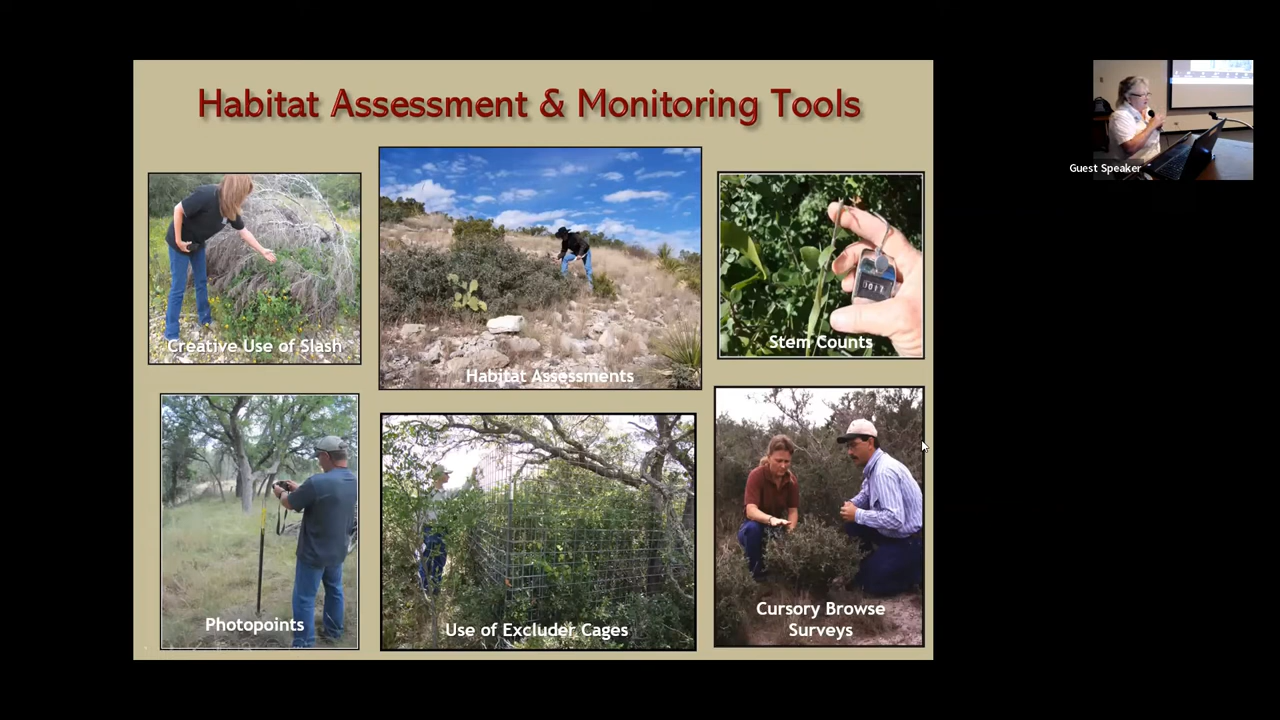 Habitat Assessment & Monitoring Tools
Creative Use of Slash
Habitat Assessments
Stem Counts
Photopoints
Use of Excluder Cages
Cursory Browse
Surveys
Guest Speaker